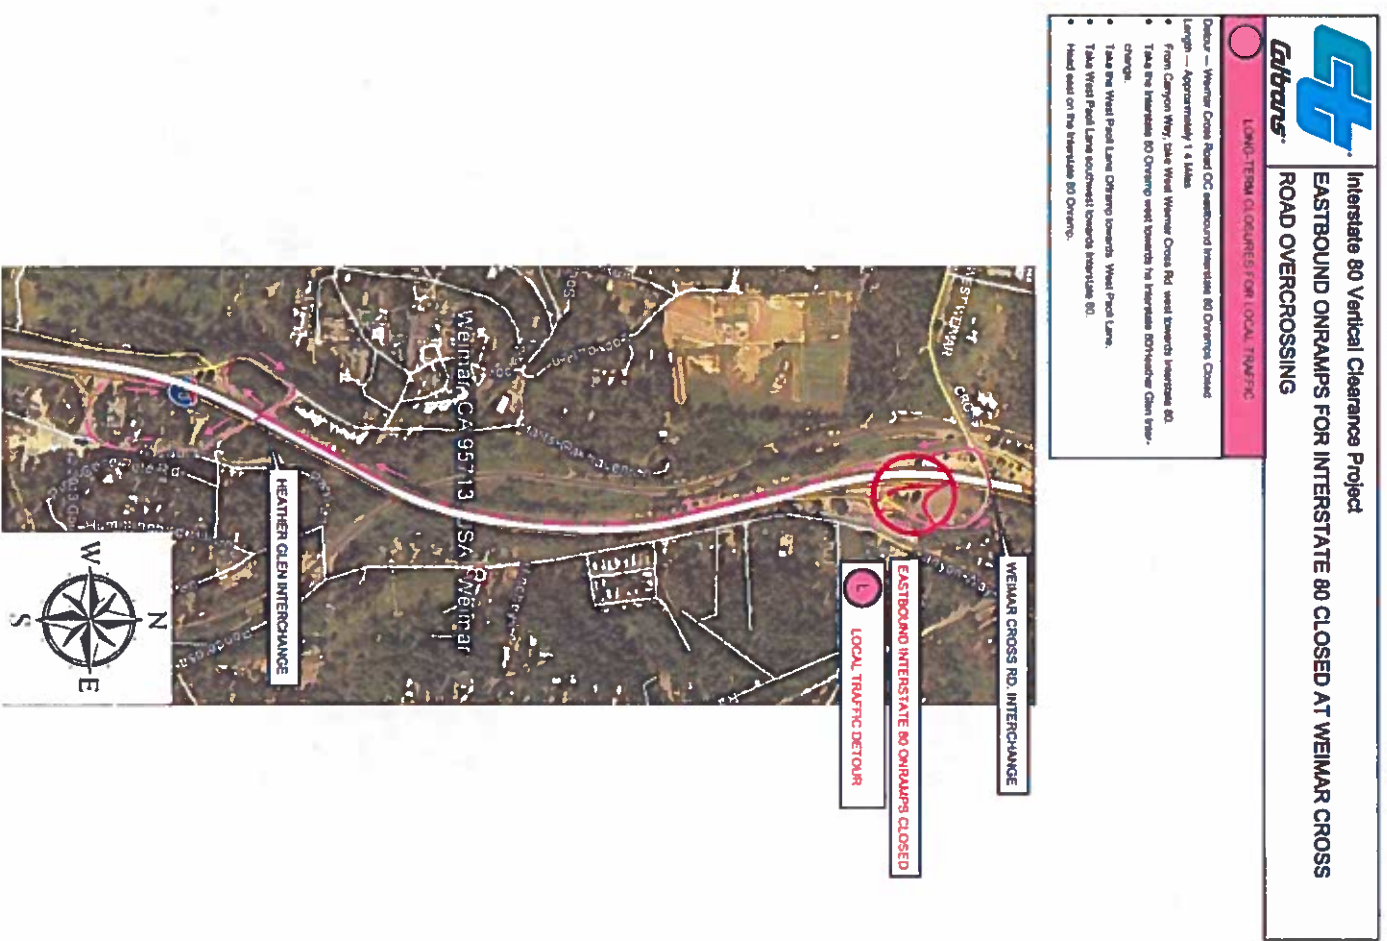 Caltrans
Interstate 80 Vertical Clearance Project
EASTBOUND ONRAMPS FOR INTERSTATE 80 CLOSED AT WEIMAR CROSS
ROAD OVERCROSSING
LONG-TERM CLOSURES FOR LOCAL TRAFFIC
Detour — Weimar Cross Road OC eastbound Interstate 80 Onramps Closed
Length — Approximately 1.4 Miles
• From Canyon Way, take West Weimar Cross Rd. west towards Interstate 80.
• Take the Interstate 80 Onramp west towards he Interstate 80/Heather Glen Inter-
change.
• Take the West Paoli Lane Offramp towards West Paoli Lane.
• Take West Paoli Lane southwest towards Interstate 80.
• Head east on the Interstate 80 Onramp.
WEIMAR CROSS RD. INTERCHANGE
EASTBOUND INTERSTATE 80 ONRAMPS CLOSED
L
LOCAL TRAFFIC DETOUR
CROSS
Weimar, CA 95713
USA
Weimar
HEATHER GLEN INTERCHANGE
N
W
E
S